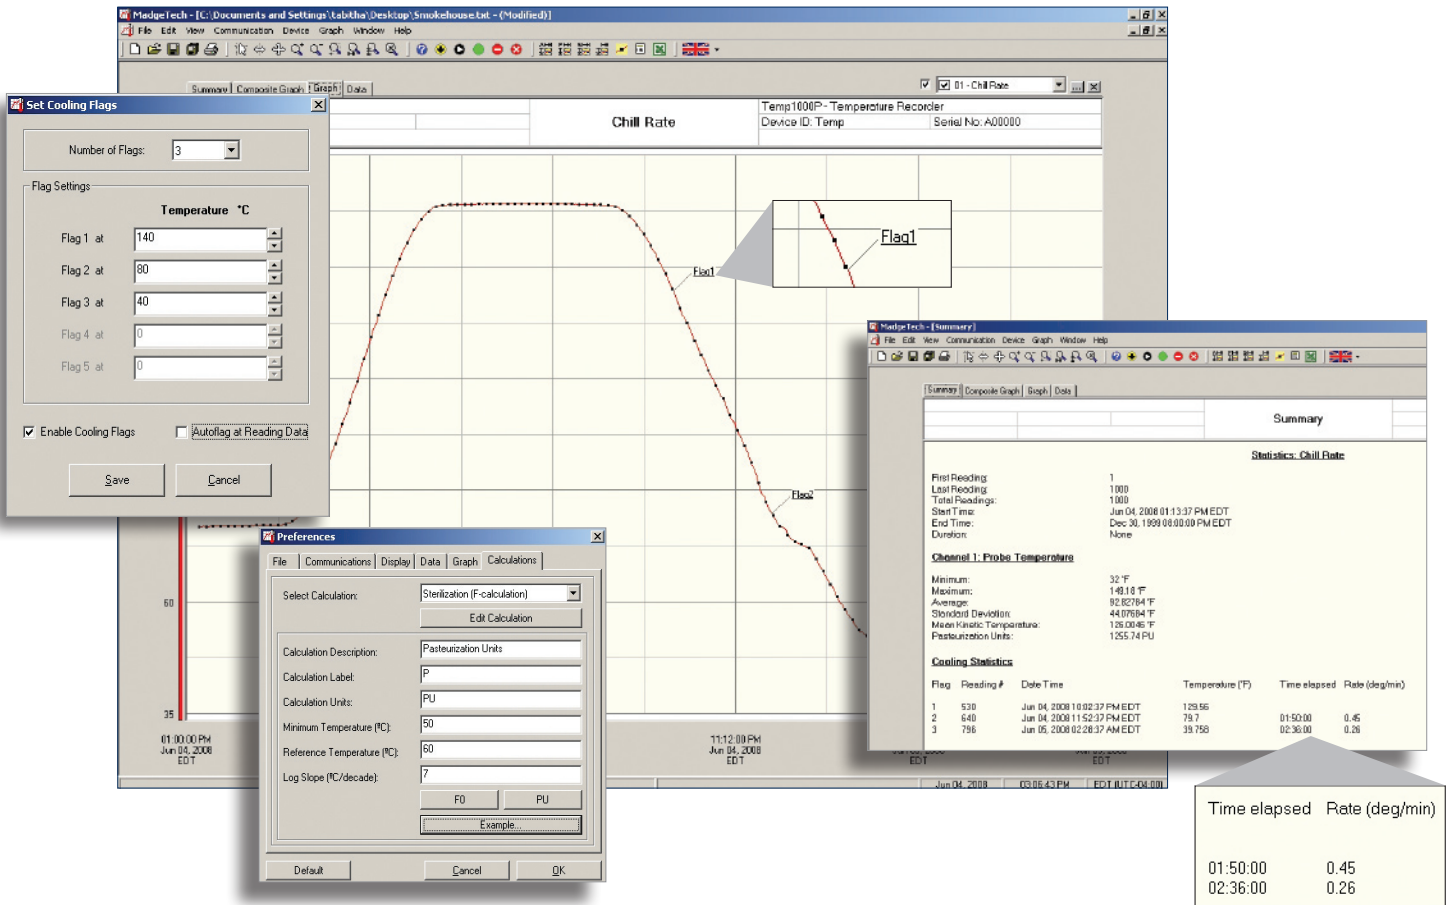 MadgeTech - [C:\Documents and Settings\tabitha\Desktop\Smokehouse.txt - (Modified)]
File Edit View Communication Device Graph Window Help
Summary Composite Graph Graph Data
01 - Chill Rate
Chill Rate
Temp1000P - Temperature Recorder
Device ID: Temp Serial No: A00000
Flag1
Flag2
Flag1
60
35
01:00:00 PM
Jun 04, 2008
EDT
11:12:00 PM
Jun 04, 2008
EDT
EDT
EDT
Jun 04, 2008 03:06:43 PM EDT (UTC-04:00)
Set Cooling Flags
Number of Flags: 3
Flag Settings
Temperature °C
Flag 1 at 140
Flag 2 at 80
Flag 3 at 40
Flag 4 at 0
Flag 5 at 0
Enable Cooling Flags Autoflag at Reading Data
Save Cancel
Preferences
File Communications Display Data Graph Calculations
Select Calculation: Sterilization (F-calculation)
Edit Calculation
Calculation Description: Pasteurization Units
Calculation Label: P
Calculation Units: PU
Minimum Temperature (ºC): 50
Reference Temperature (ºC): 60
Log Slope (ºC/decade): 7
F0 PU
Example...
Default Cancel OK
MadgeTech - [Summary]
File Edit View Communication Device Graph Window Help
Summary Composite Graph Graph Data
Summary
Statistics: Chill Rate
First Reading: 1
Last Reading: 1000
Total Readings: 1000
Start Time: Jun 04, 2008 01:13:37 PM EDT
End Time: Dec 30, 1999 08:00:00 PM EDT
Duration: None
Channel 1: Probe Temperature
Minimum: 32 °F
Maximum: 149.18 °F
Average: 92.82784 °F
Standard Deviation: 44.07684 °F
Mean Kinetic Temperature: 126.0046 °F
Pasteurization Units: 1255.74 PU
Cooling Statistics
Flag Reading # Date Time Temperature (°F) Time elapsed Rate (deg/min)
1 530 Jun 04, 2008 10:02:37 PM EDT 129.56
2 640 Jun 04, 2008 11:52:37 PM EDT 79.7 01:50:00 0.45
3 796 Jun 05, 2008 02:28:37 AM EDT 39.758 02:36:00 0.26
Time elapsed Rate (deg/min)
01:50:00 0.45
02:36:00 0.26